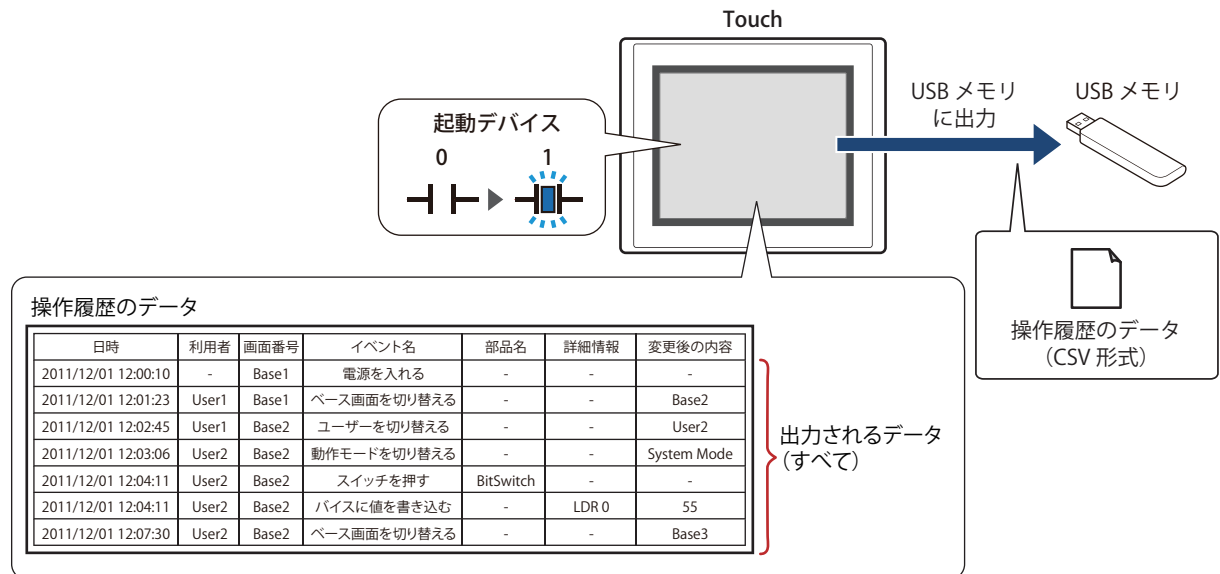 Touch
USB メモリ
に出力
USB メモリ
起動デバイス
0 1
操作履歴のデータ
(CSV 形式)
操作履歴のデータ
日時 利用者 画面番号 イベント名 部品名 詳細情報 変更後の内容
2011/12/01 12:00:10 - Base1 電源を入れる - - -
2011/12/01 12:01:23 User1 Base1 ベース画面を切り替える - - Base2
2011/12/01 12:02:45 User1 Base2 ユーザーを切り替える - - User2
2011/12/01 12:03:06 User2 Base2 動作モードを切り替える - - System Mode
2011/12/01 12:04:11 User2 Base2 スイッチを押す BitSwitch - -
2011/12/01 12:04:11 User2 Base2 バイスに値を書き込む - LDR 0 55
2011/12/01 12:07:30 User2 Base2 ベース画面を切り替える - - Base3
出力されるデータ
(すべて)